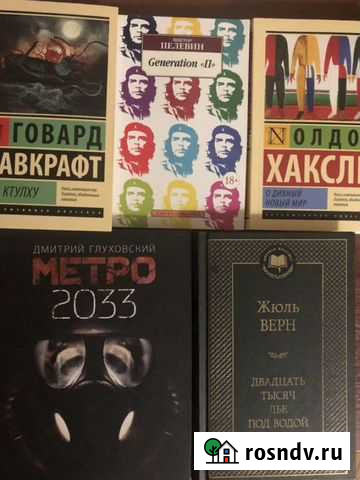 ГОВАРД
АВКРАФТ
КТУЛХУ
ВИКТОР
ПЕЛЕВИН
Generation «П»
18+
ОЛДО
ХАКСЛИ
О ДИВНЫЙ
НОВЫЙ МИР
ДМИТРИЙ ГЛУХОВСКИЙ
МЕТРО
2033
Жюль
ВЕРН
ДВАДЦАТЬ
ТЫСЯЧ
ЛЬЕ
ПОД ВОДОЙ
rosndv.ru